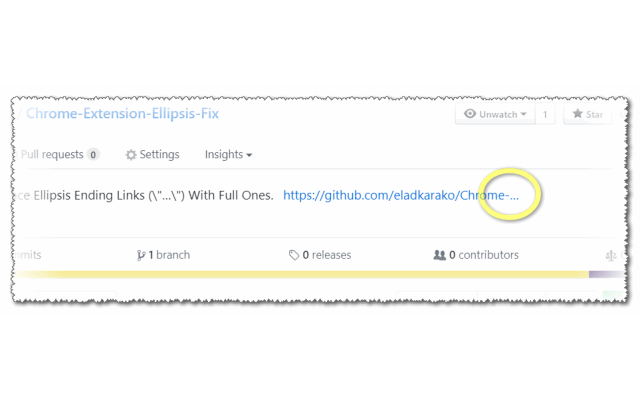 Chrome-Extension-Ellipsis-Fix Unwatch 1 Star
Pull requests 0 Settings Insights
ce Ellipsis Ending Links (\"...\") With Full Ones. https://github.com/eladkarako/Chrome-...
mmits 1 branch 0 releases 0 contributors